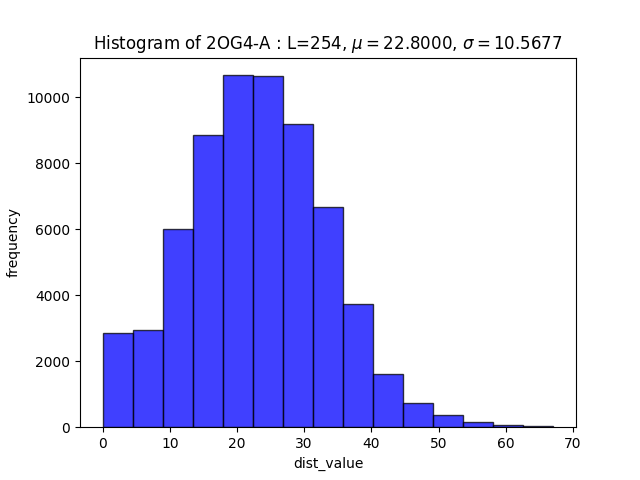 Histogram of 2OG4-A : L=254, μ = 22.8000, σ = 10.5677
frequency
10000
8000
6000
4000
2000
0
0 10 20 30 40 50 60 70
dist_value